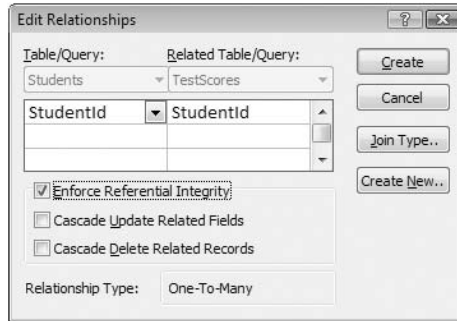 Edit Relationships
Table/Query: Related Table/Query:
Students TestScores
StudentId StudentId
Enforce Referential Integrity
Cascade Update Related Fields
Cascade Delete Related Records
Relationship Type: One-To-Many
Create
Cancel
Join Type..
Create New..